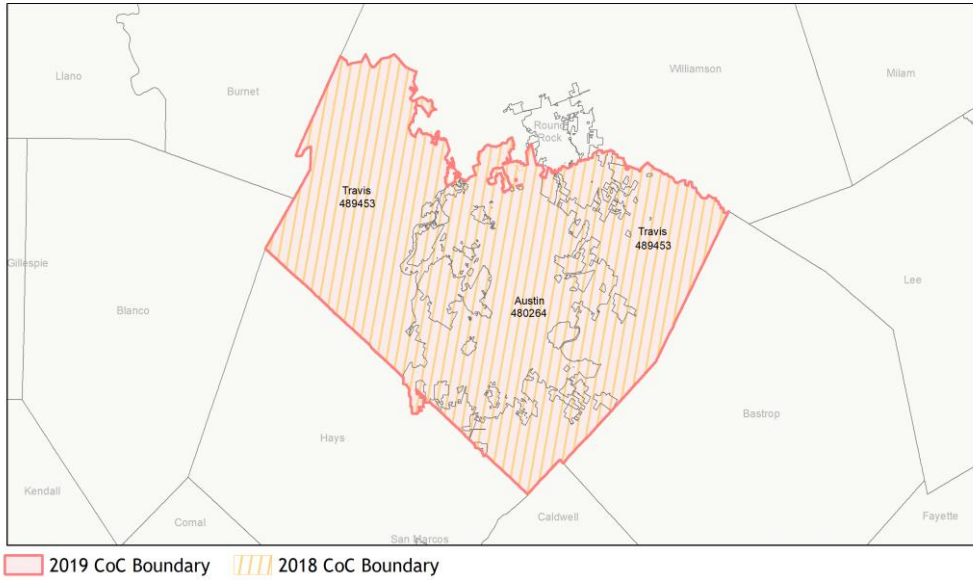 Llano
Burnet
Williamson
Milam
Round
Rock
Travis
489453
Travis
489453
Gillespie
Blanco
Lee
Austin
480264
Hays
Bastrop
Kendall
Comal
San Marcos
Caldwell
Fayette
2019 CoC Boundary
2018 CoC Boundary